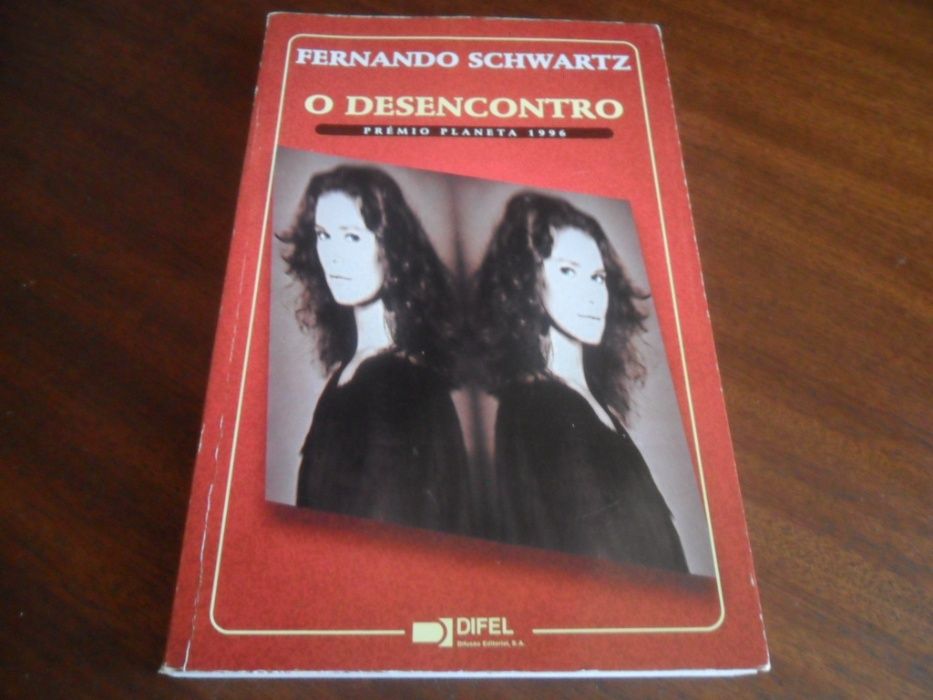 FERNANDO SCHWARTZ
O DESENCONTRO
PRÉMIO PLANETA 1996
DIFEL
Difusão Editorial, S.A.